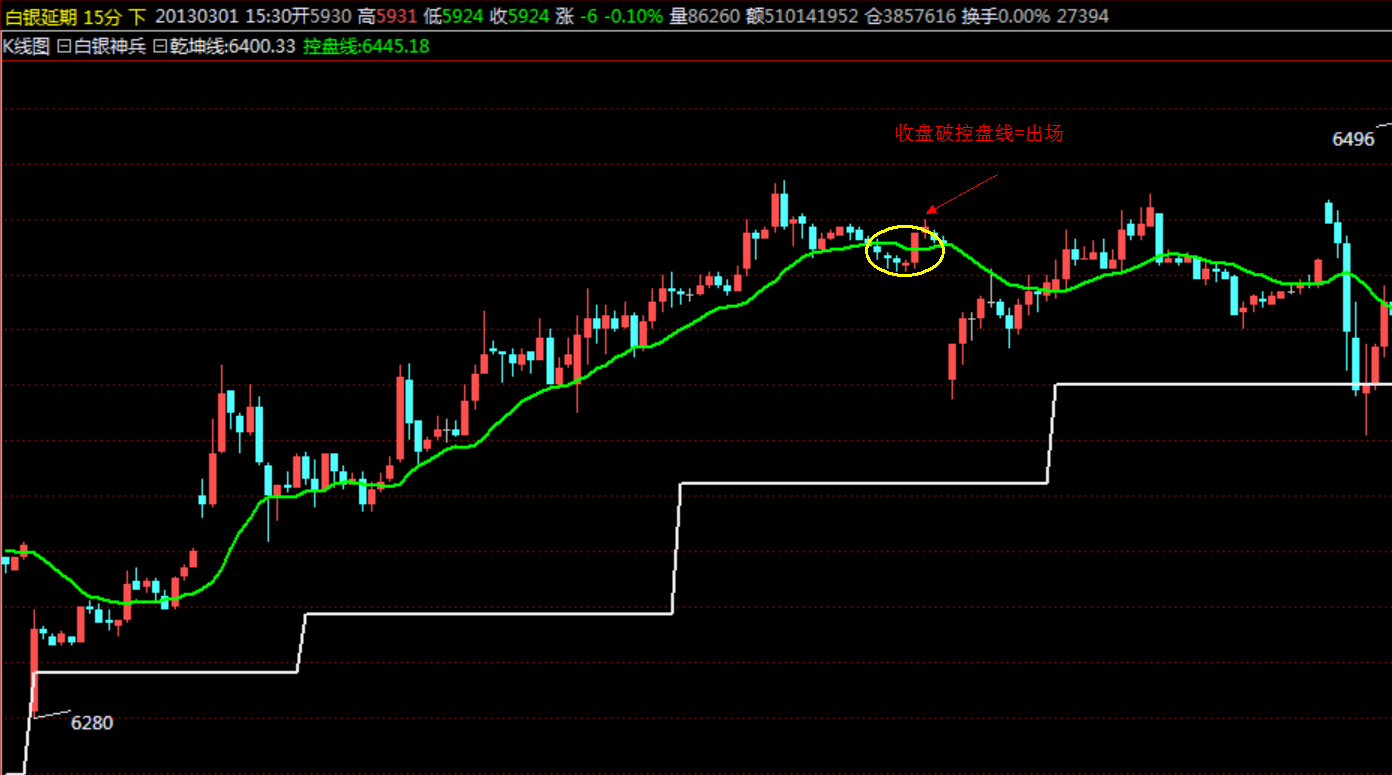 白银延期 15分 下 20130301 15:30开5930 高5931 低5924 收5924 涨 -6 -0.10% 量86260 额510141952 仓3857616 换手0.00% 27394
K线图 日白银神兵 日乾坤线:6400.33 控盘线:6445.18
收盘破控盘线=出场
6496
6280